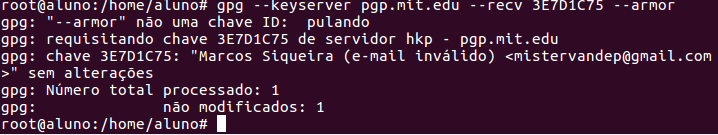 root@aluno:/home/aluno# gpg --keyserver pgp.mit.edu --recv 3E7D1C75 --armor
gpg: "--armor" não uma chave ID:  pulando
gpg: requisitando chave 3E7D1C75 de servidor hkp - pgp.mit.edu
gpg: chave 3E7D1C75: "Marcos Siqueira (e-mail inválido) <mistervandep@gmail.com
>" sem alterações
gpg: Número total processado: 1
gpg:              não modificados: 1
root@aluno:/home/aluno#